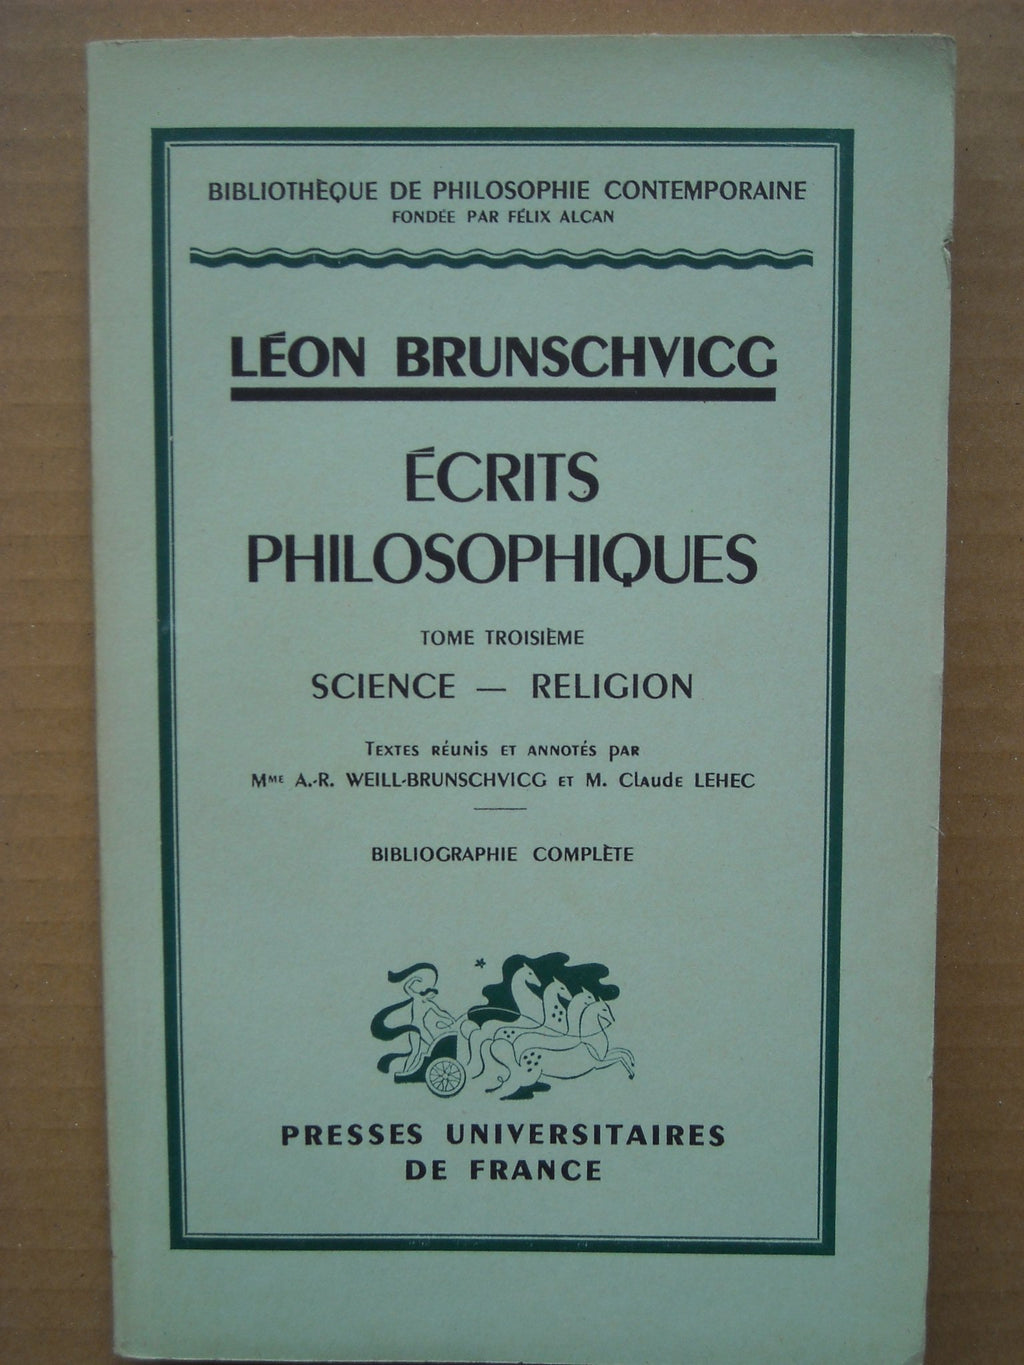 BIBLIOTHÈQUE DE PHILOSOPHIE CONTEMPORAINE
FONDÉE PAR FÉLIX ALCAN
LÉON BRUNSCHVICG
ÉCRITS
PHILOSOPHIQUES
TOME TROISIÈME
SCIENCE — RELIGION
TEXTES RÉUNIS ET ANNOTÉS PAR
MME A.-R. WEILL-BRUNSCHVICG ET M. Claude LEHEC
BIBLIOGRAPHIE COMPLÈTE
PRESSES UNIVERSITAIRES
DE FRANCE